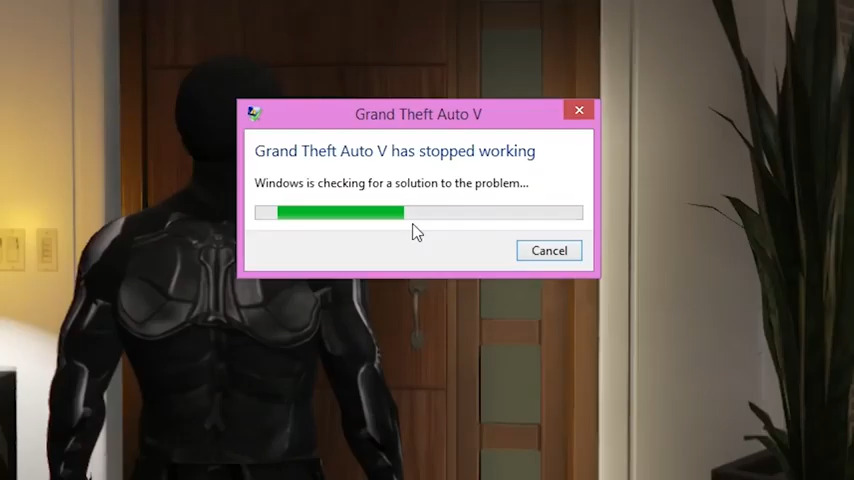 Grand Theft Auto V
Grand Theft Auto V has stopped working
Windows is checking for a solution to the problem...
Cancel